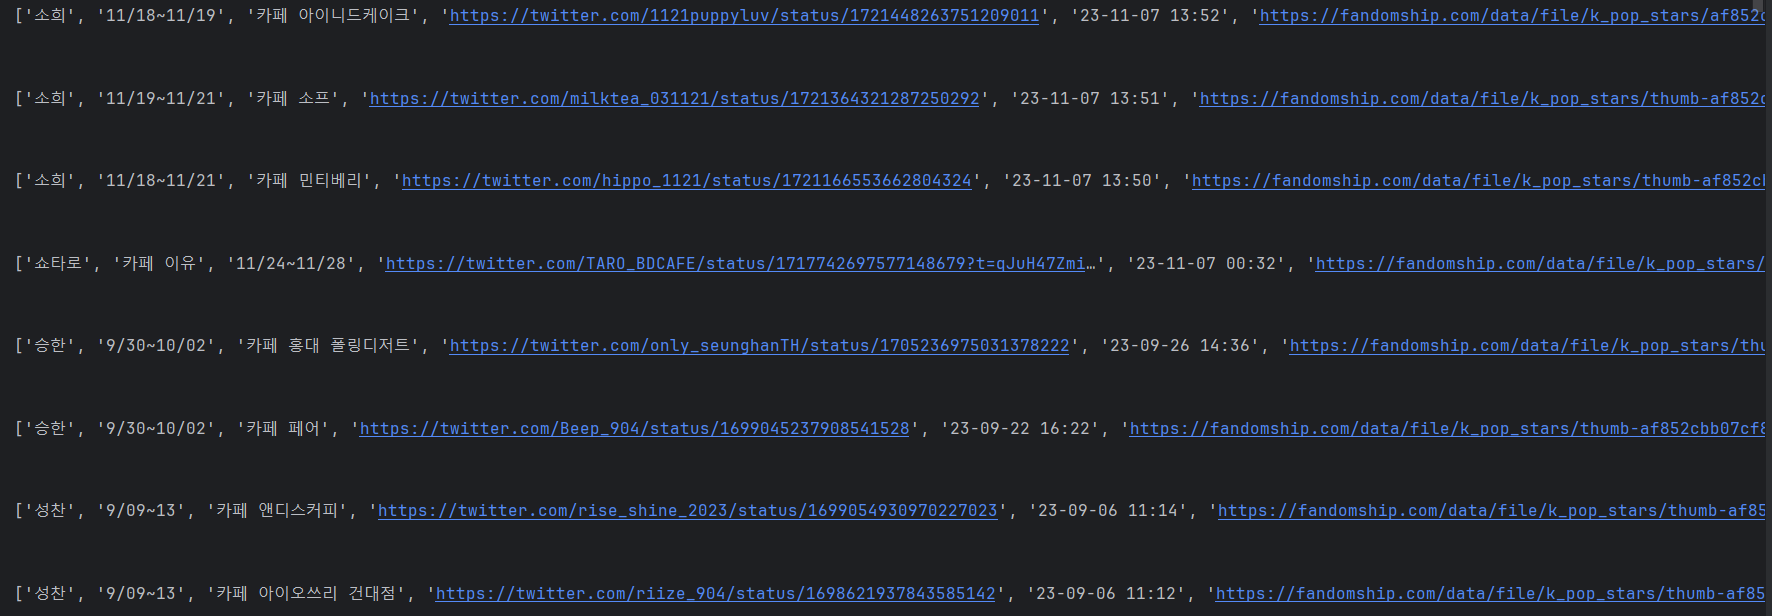 ['소희', '11/18~11/19', '카페 아이니드케이크', 'https://twitter.com/1121puppyluv/status/1721448263751209011', '23-11-07 13:52', 'https://fandomship.com/data/file/k_pop_stars/af852c
['소희', '11/19~11/21', '카페 소프', 'https://twitter.com/milktea_031121/status/1721364321287250292', '23-11-07 13:51', 'https://fandomship.com/data/file/k_pop_stars/thumb-af852c
['소희', '11/18~11/21', '카페 민티베리', 'https://twitter.com/hippo_1121/status/1721166553662804324', '23-11-07 13:50', 'https://fandomship.com/data/file/k_pop_stars/thumb-af852cb
['쇼타로', '카페 이유', '11/24~11/28', 'https://twitter.com/TARO_BDCAFE/status/1717742697577148679?t=qJuH47Zmi…', '23-11-07 00:32', 'https://fandomship.com/data/file/k_pop_stars/
['승한', '9/30~10/02', '카페 홍대 폴링디저트', 'https://twitter.com/only_seunghanTH/status/1705236975031378222', '23-09-26 14:36', 'https://fandomship.com/data/file/k_pop_stars/thu
['승한', '9/30~10/02', '카페 페어', 'https://twitter.com/Beep_904/status/1699045237908541528', '23-09-22 16:22', 'https://fandomship.com/data/file/k_pop_stars/thumb-af852cbb07cf8
['성찬', '9/09~13', '카페 앤디스커피', 'https://twitter.com/rise_shine_2023/status/1699054930970227023', '23-09-06 11:14', 'https://fandomship.com/data/file/k_pop_stars/thumb-af85
['성찬', '9/09~13', '카페 아이오쓰리 건대점', 'https://twitter.com/riize_904/status/1698621937843585142', '23-09-06 11:12', 'https://fandomship.com/data/file/k_pop_stars/thumb-af85